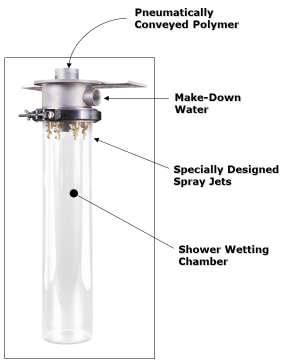 Pneumatically
Conveyed Polymer
Make-Down
Water
Specially Designed
Spray Jets
Shower Wetting
Chamber